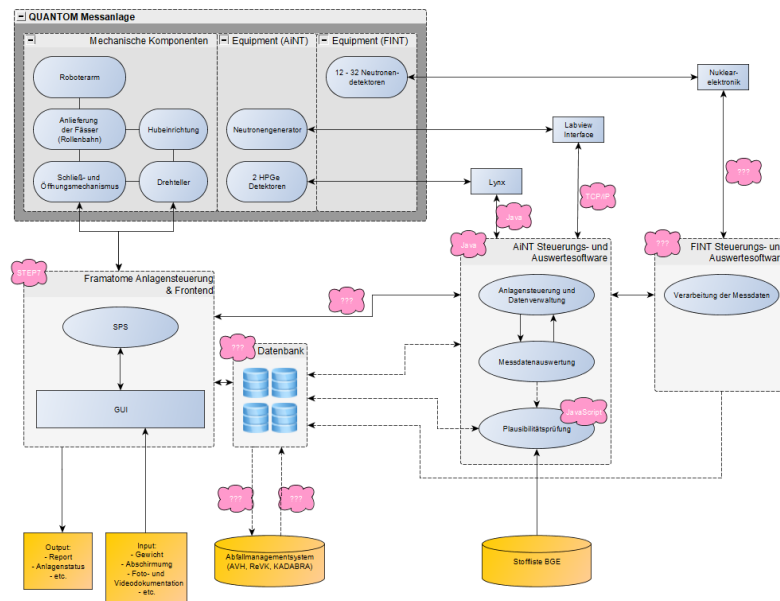 QUANTOM Messanlage
Mechanische Komponenten
Equipment (AiNT)
Equipment (FINT)
Roboterarm
Anlieferung
der Fässer
(Rollenbahn)
Hubeinrichtung
Schließ- und
Öffnungsmechanismus
Drehteller
Neutronengenerator
2 HPGe
Detektoren
12 - 32 Neutronen-
detektoren
Nuklear-
elektronik
Labview
Interface
Lynx
???
TCP/IP
Java
STEP7
Framatome Anlagensteuerung
& Frontend
SPS
GUI
???
???
Datenbank
Java
AiNT Steuerungs- und
Auswertesoftware
Anlagensteuerung und
Datenverwaltung
Messdatenauswertung
JavaScript
Plausibilitätsprüfung
???
FINT Steuerungs- und
Auswertesoftware
Verarbeitung der Messdaten
???
???
Output:
- Report
- Anlagenstatus
- etc.
Input:
- Gewicht
- Abschirmung
- Foto- und
Videodokumentation
- etc.
Abfallmanagementsystem
(AVH, ReVK, KADABRA)
Stoffliste BGE